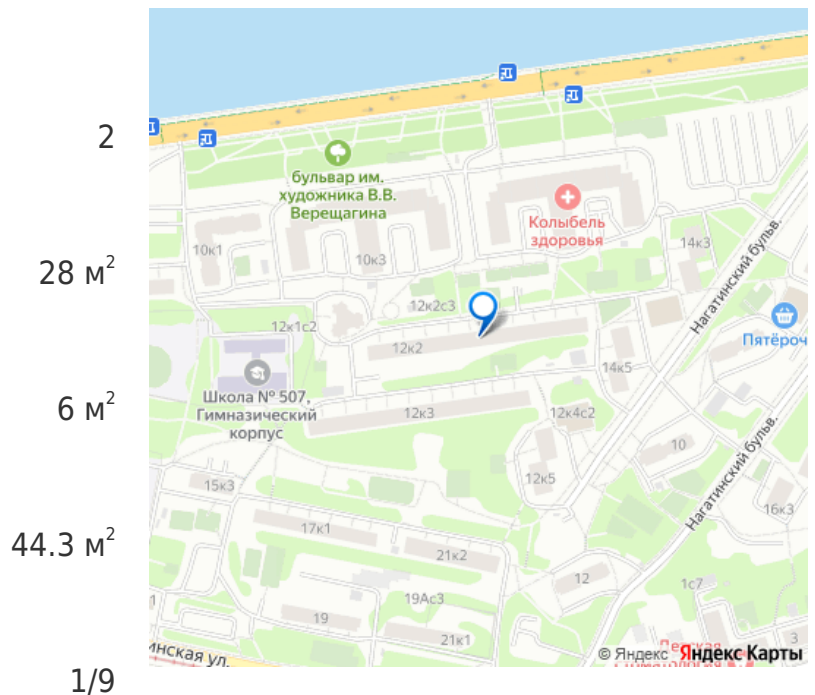 2
28 м²
6 м²
44.3 м²
1/9
бульвар им.
художника В.В.
Верещагина
Колыбель
здоровья
10к1
10к3
14к3
Нагатинский бульв.
12к2с3
12к1с2
12к2
Пятёроч
14к5
Школа № 507,
Гимназический
корпус
12к3
12к4с2
10
12к5
Нагатинский бульв.
15к3
16к3
17к1
21к2
12
1с7
19Ас3
19
21к1
3
1
инская ул.
© Яндекс Яндекс Карты